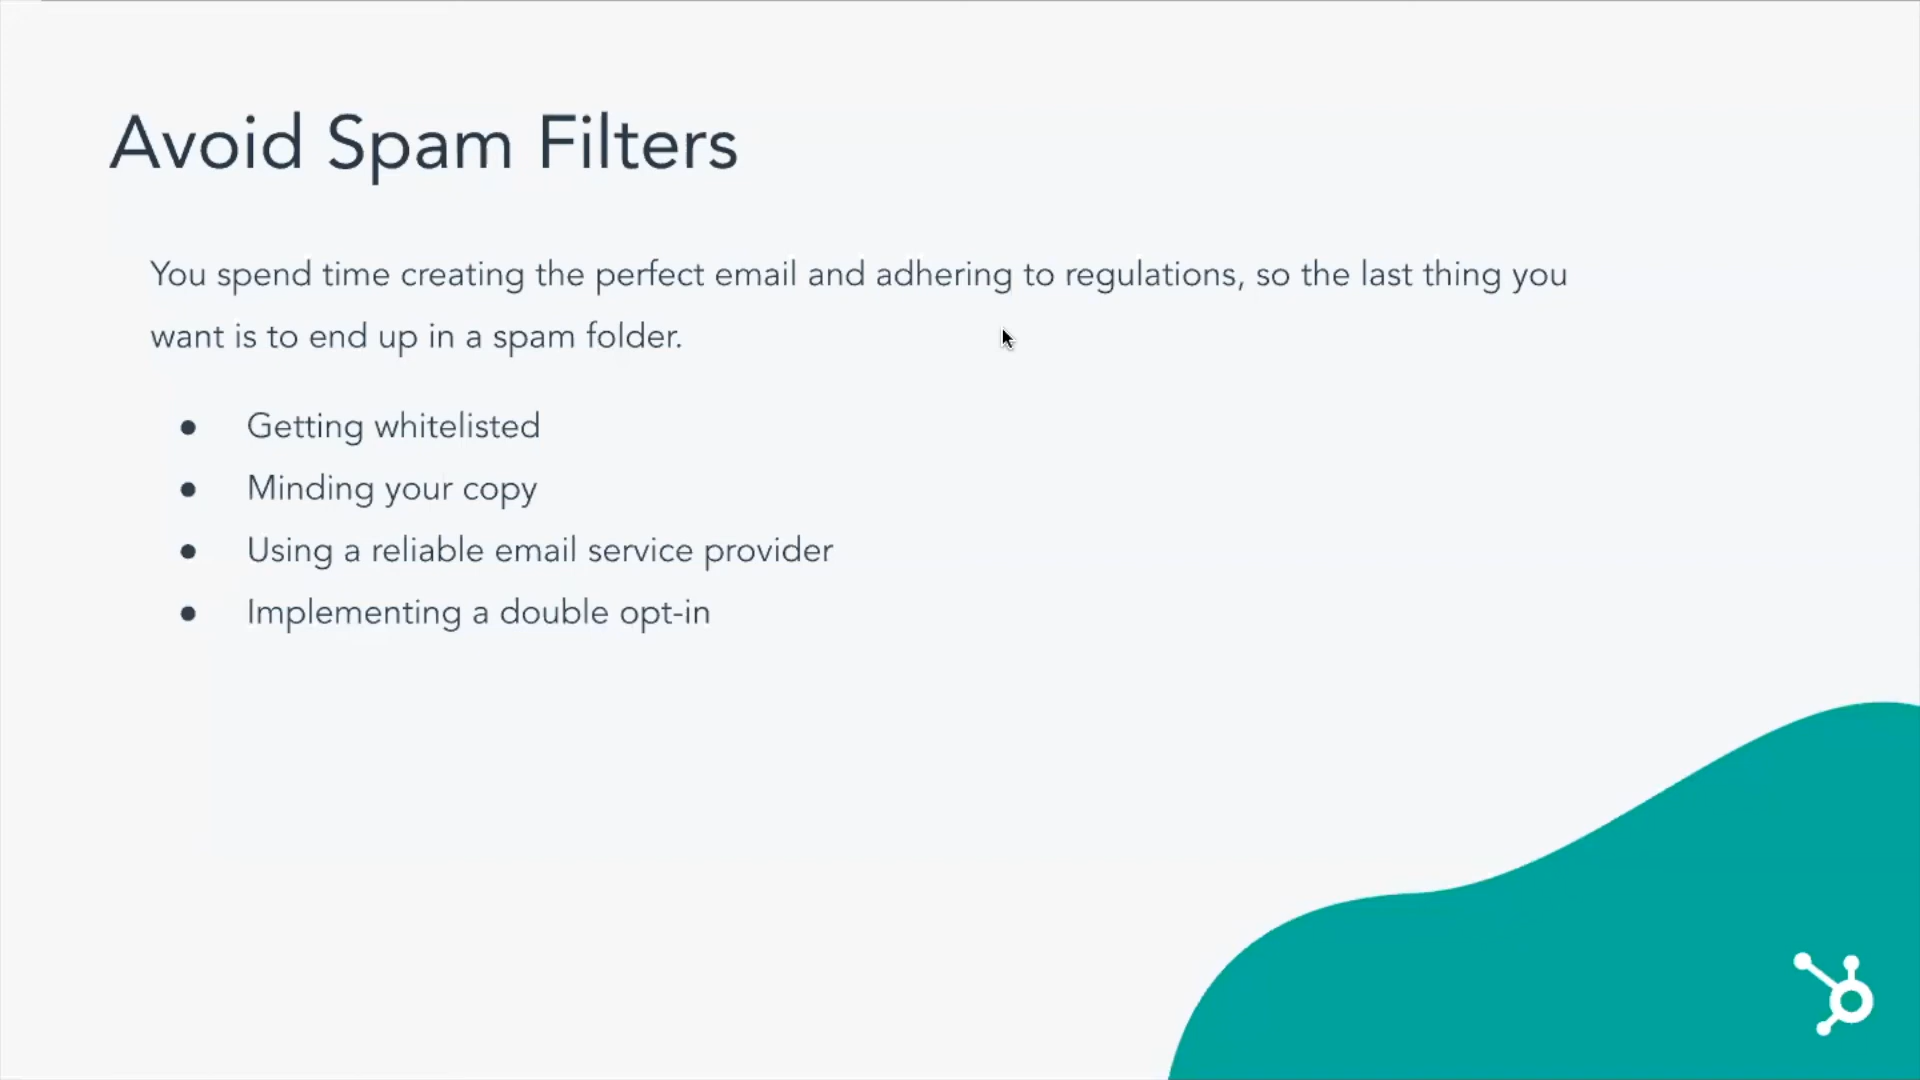 Avoid Spam Filters
You spend time creating the perfect email and adhering to regulations, so the last thing you
want is to end up in a spam folder.
● Getting whitelisted
● Minding your copy
● Using a reliable email service provider
● Implementing a double opt-in